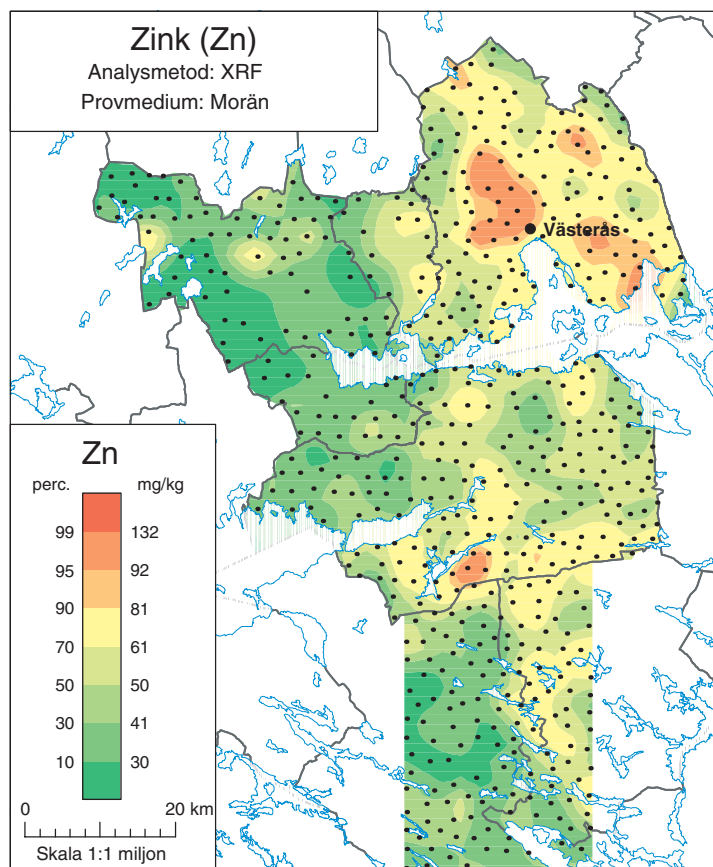 Zink (Zn)
Analysmetod: XRF
Provmedium: Morän
Västerås
Zn
perc. mg/kg
99 132
95 92
90 81
70 61
50 50
30 41
10 30
0 20 km
Skala 1:1 miljon